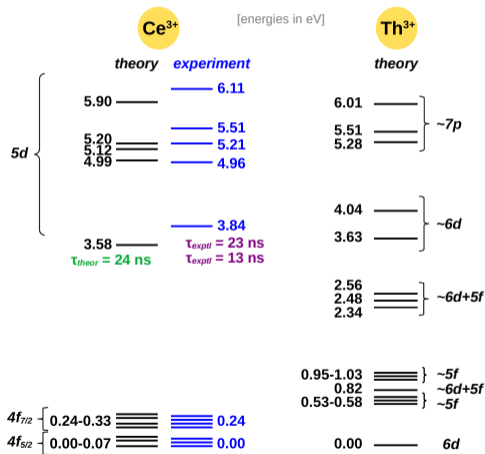 Ce³⁺
[energies in eV]
Th³⁺
theory
experiment
theory
5d
5.90
5.20
5.12
4.99
3.58
τtheor = 24 ns
6.11
5.51
5.21
4.96
3.84
τexptl = 23 ns
τexptl = 13 ns
4f7/2
0.24-0.33
0.24
4f5/2
0.00-0.07
0.00
6.01
5.51
5.28
~7p
4.04
3.63
~6d
2.56
2.48
2.34
~6d+5f
0.95-1.03
~5f
0.82
~6d+5f
0.53-0.58
~5f
0.00
6d